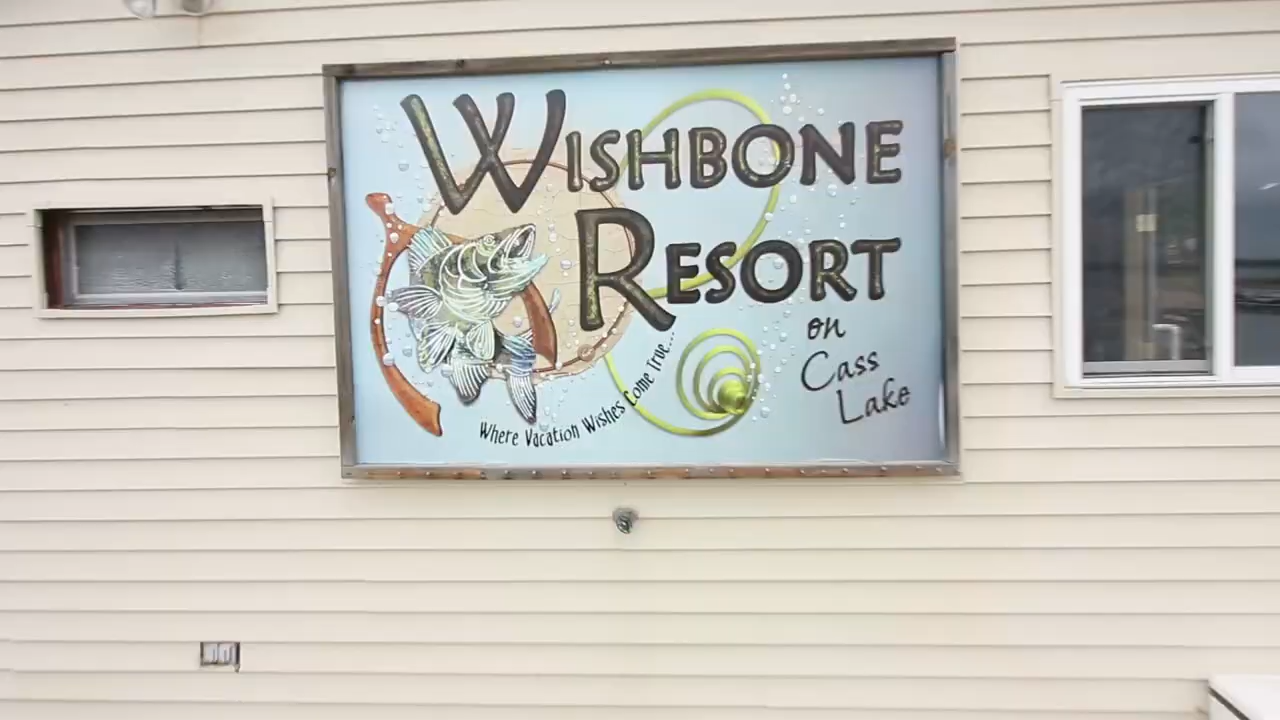 Wishbone
Resort
on
Cass
Lake
Where Vacation Wishes Come True...